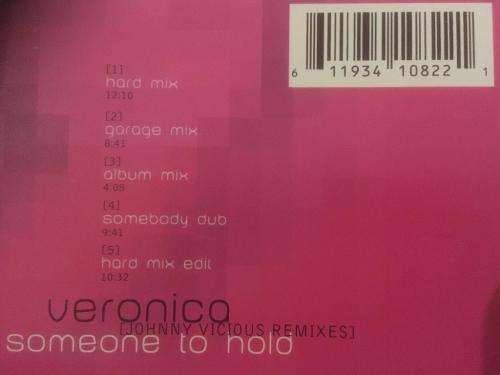 6 11934 10822 1
[1]
hard mix
12:10
[2]
garage mix
8:41
[3]
album mix
4:08
[4]
somebody dub
9:41
[5]
hard mix edit
10:32
veronica
[JOHNNY VICIOUS REMIXES]
someone to hold